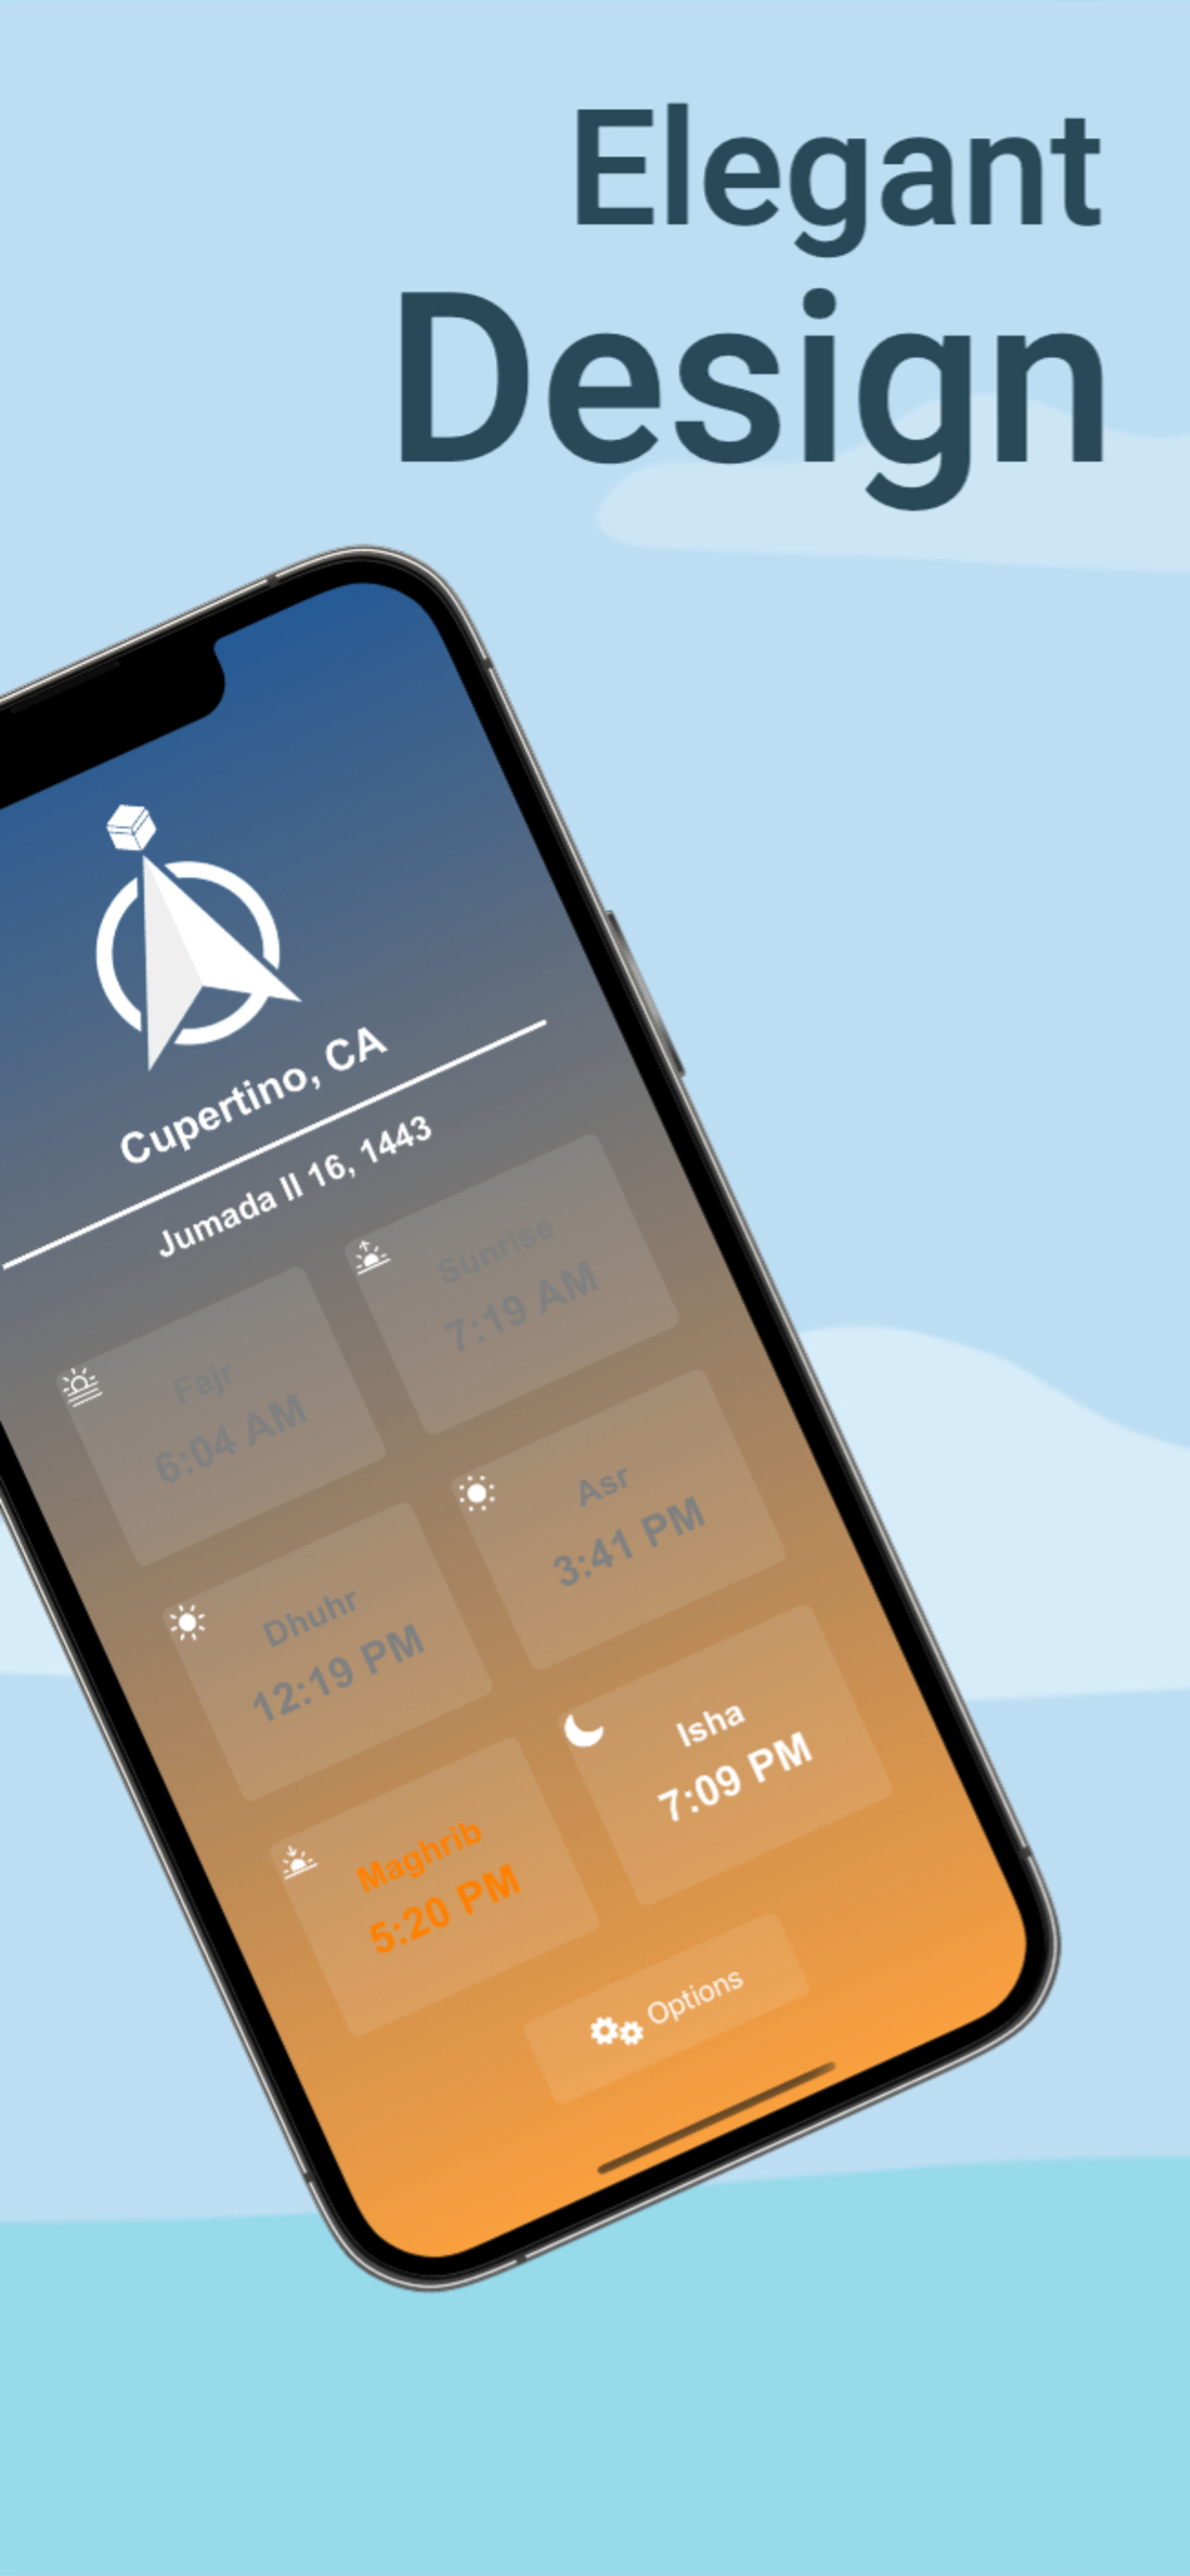 Elegant
Design
Cupertino, CA
Jumada II 16, 1443
Fajr
6:04 AM
Sunrise
7:19 AM
Dhuhr
12:19 PM
Asr
3:41 PM
Maghrib
5:20 PM
Isha
7:09 PM
Options